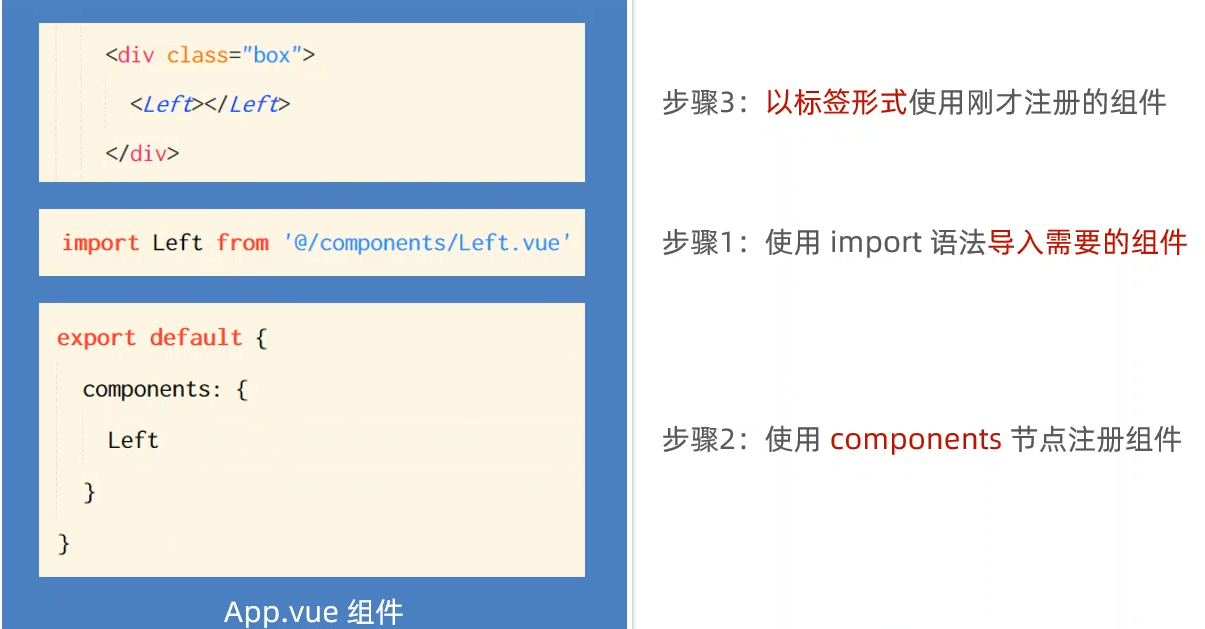 <div class="box">
<Left></Left>
</div>
步骤3：以标签形式使用刚才注册的组件
import Left from '@/components/Left.vue'
步骤1：使用 import 语法导入需要的组件
export default {
components: {
Left
}
}
步骤2：使用 components 节点注册组件
App.vue 组件